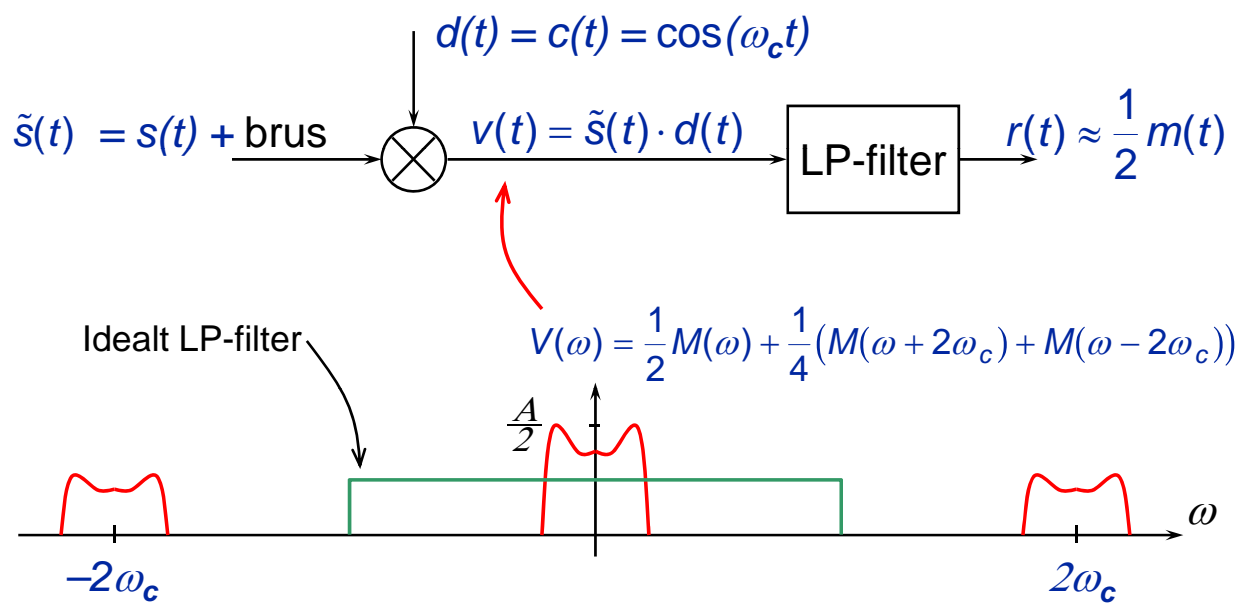 d(t) = c(t) = cos(ω_c t)
s̃(t) = s(t) + brus
v(t) = s̃(t) · d(t)
LP-filter
r(t) ≈ 1/2 m(t)
Idealt LP-filter
V(ω) = 1/2 M(ω) + 1/4 (M(ω + 2ω_c) + M(ω − 2ω_c))
A/2
ω
−2ω_c
2ω_c